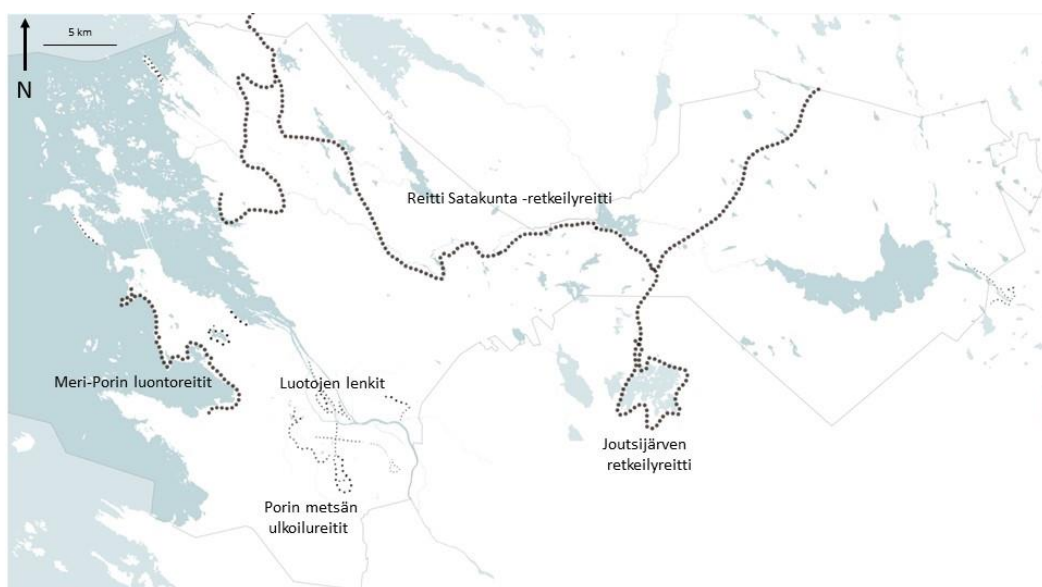 5 km
N
Reitti Satakunta -retkeilyreitti
Meri-Porin luontoreitit
Luotojen lenkit
Joutsijärven
retkeilyreitti
Porin metsän
ulkoilureitit